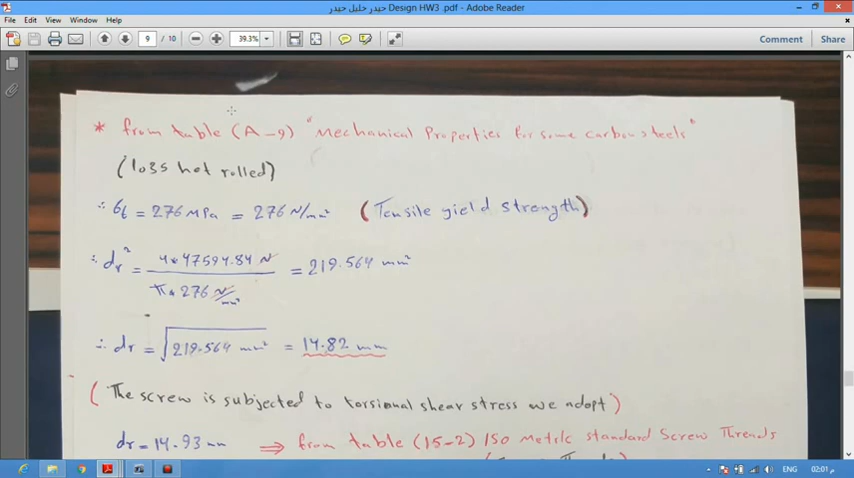 حيدر خليل حيدر Design HW3 .pdf - Adobe Reader
File Edit View Window Help
9 / 10 39.3% Comment Share
* from table (A-9) "Mechanical Properties for some carbon steels"
(1035 hot rolled)
∴ σt = 276 MPa = 276 N/mm² (Tensile yield strength)
∴ dr² = 4*47594.84 N / π*276 N/mm² = 219.564 mm²
∴ dr = √219.564 mm² = 14.82 mm
(The screw is subjected to torsional shear stress we adopt)
dr = 14.93 mm ⇒ from table (15-2) ISO Metric standard Screw Threads
ENG 02:01 م